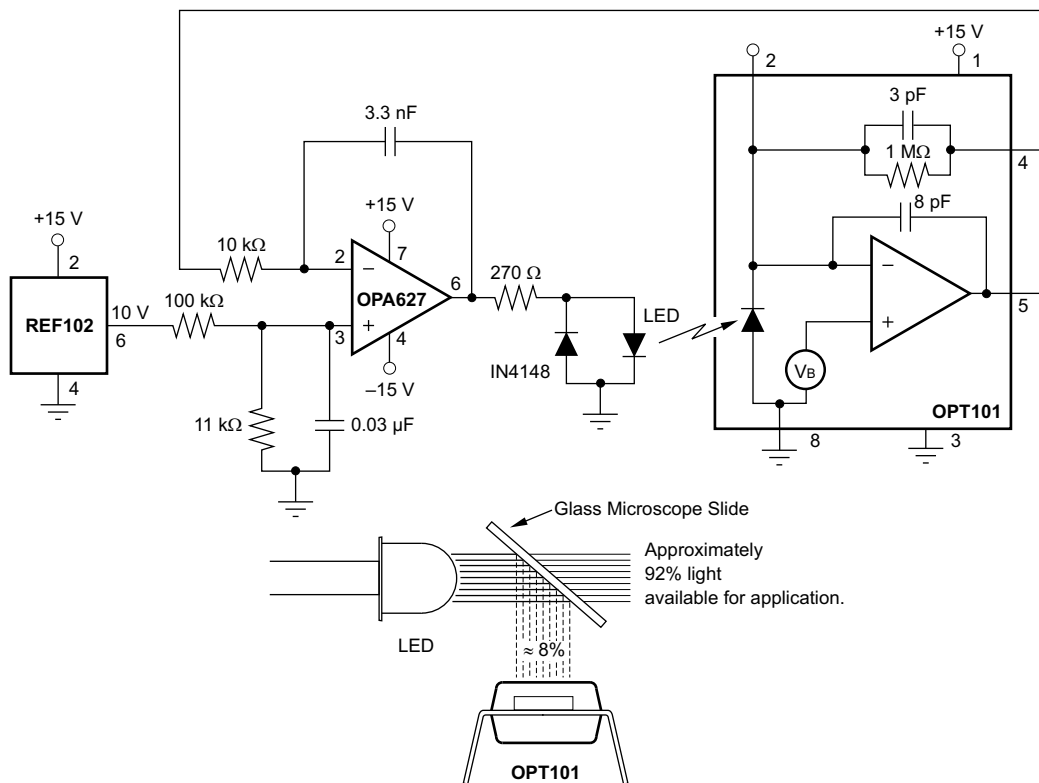 +15 V
2
1
3.3 nF
3 pF
1 MΩ
4
8 pF
+15 V
+15 V
2
10 kΩ
2
–
7
10 V
100 kΩ
OPA627
6
270 Ω
REF102
6
+
3
4
LED
–
5
+
–15 V
IN4148
VB
4
OPT101
11 kΩ
0.03 µF
8
3
Glass Microscope Slide
Approximately
92% light
available for application.
LED
≈ 8%
OPT101